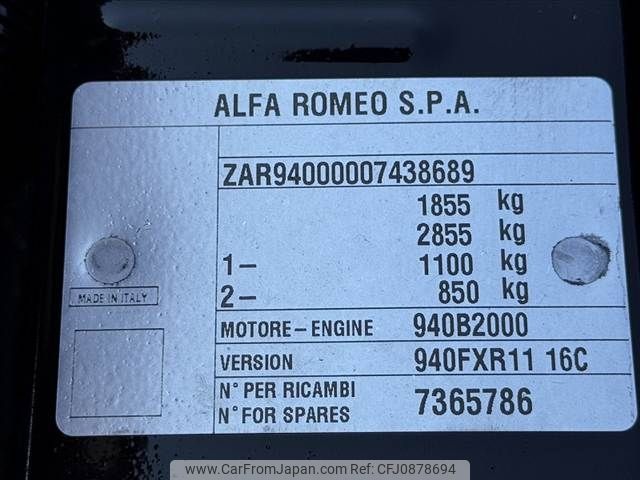 ALFA ROMEO S.P.A.
ZAR94000007438689
1855 kg
2855 kg
1- 1100 kg
2- 850 kg
MADE IN ITALY
MOTORE-ENGINE 940B2000
VERSION 940FXR11 16C
N° PER RICAMBI
N° FOR SPARES 7365786
www.CarFromJapan.com CFJ0878694